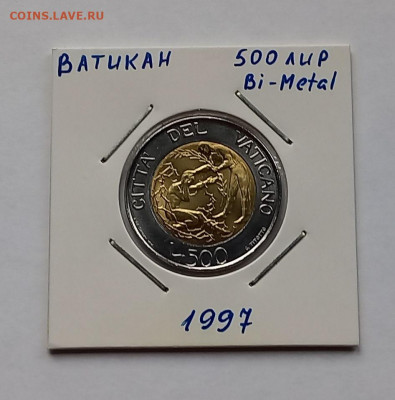 COINS.LAVE.RU
ВАТИКАН 500 ЛИР
Bi-Metal
CITTA' DEL VATICANO
L.500
1997